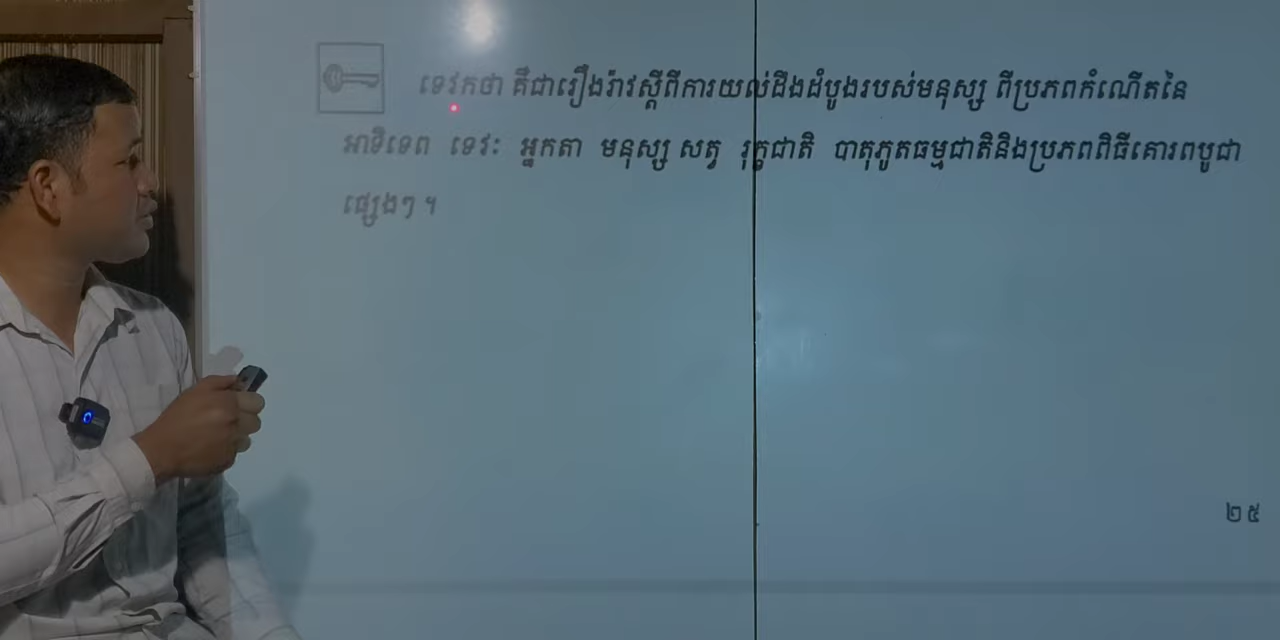 ទេវកថា គឺជារឿងរ៉ាវស្ដីពីការយល់ដឹងដំបូងរបស់មនុស្ស ពីប្រភពកំណើតនៃ
អាទិទេព ទេវៈ អ្នកតា មនុស្ស សត្វ រុក្ខជាតិ បាតុភូតធម្មជាតិនិងប្រភពពិធីគោរពបូជា
ផ្សេងៗ ។
២៥